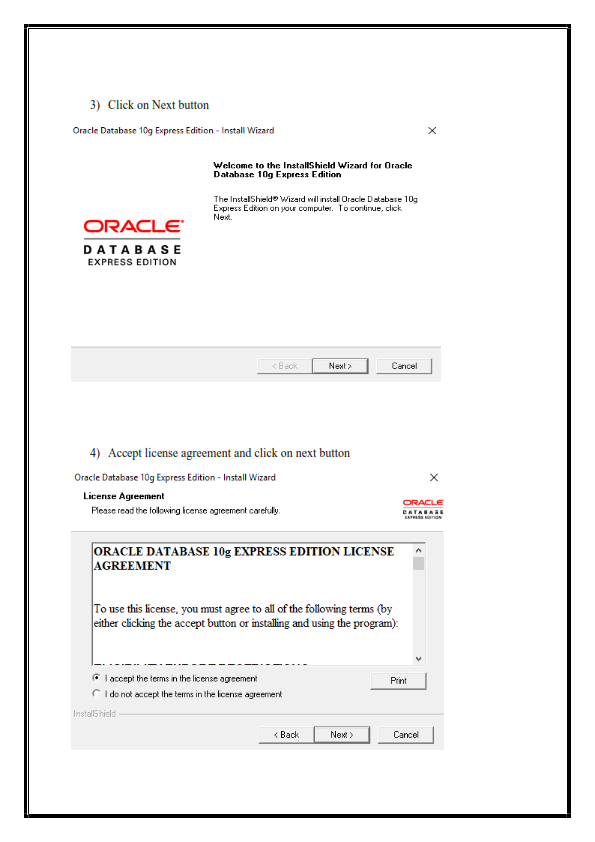 3) Click on Next button
Oracle Database 10g Express Edition - Install Wizard
Welcome to the InstallShield Wizard for Oracle
Database 10g Express Edition
The InstallShield® Wizard will install Oracle Database 10g
Express Edition on your computer. To continue, click
Next.
ORACLE®
DATABASE
EXPRESS EDITION
< Back Next > Cancel
4) Accept license agreement and click on next button
Oracle Database 10g Express Edition - Install Wizard
License Agreement
Please read the following license agreement carefully.
ORACLE
DATABASE
EXPRESS EDITION
ORACLE DATABASE 10g EXPRESS EDITION LICENSE
AGREEMENT
To use this license, you must agree to all of the following terms (by
either clicking the accept button or installing and using the program):
I accept the terms in the license agreement
Print
I do not accept the terms in the license agreement
InstallShield
< Back Next > Cancel